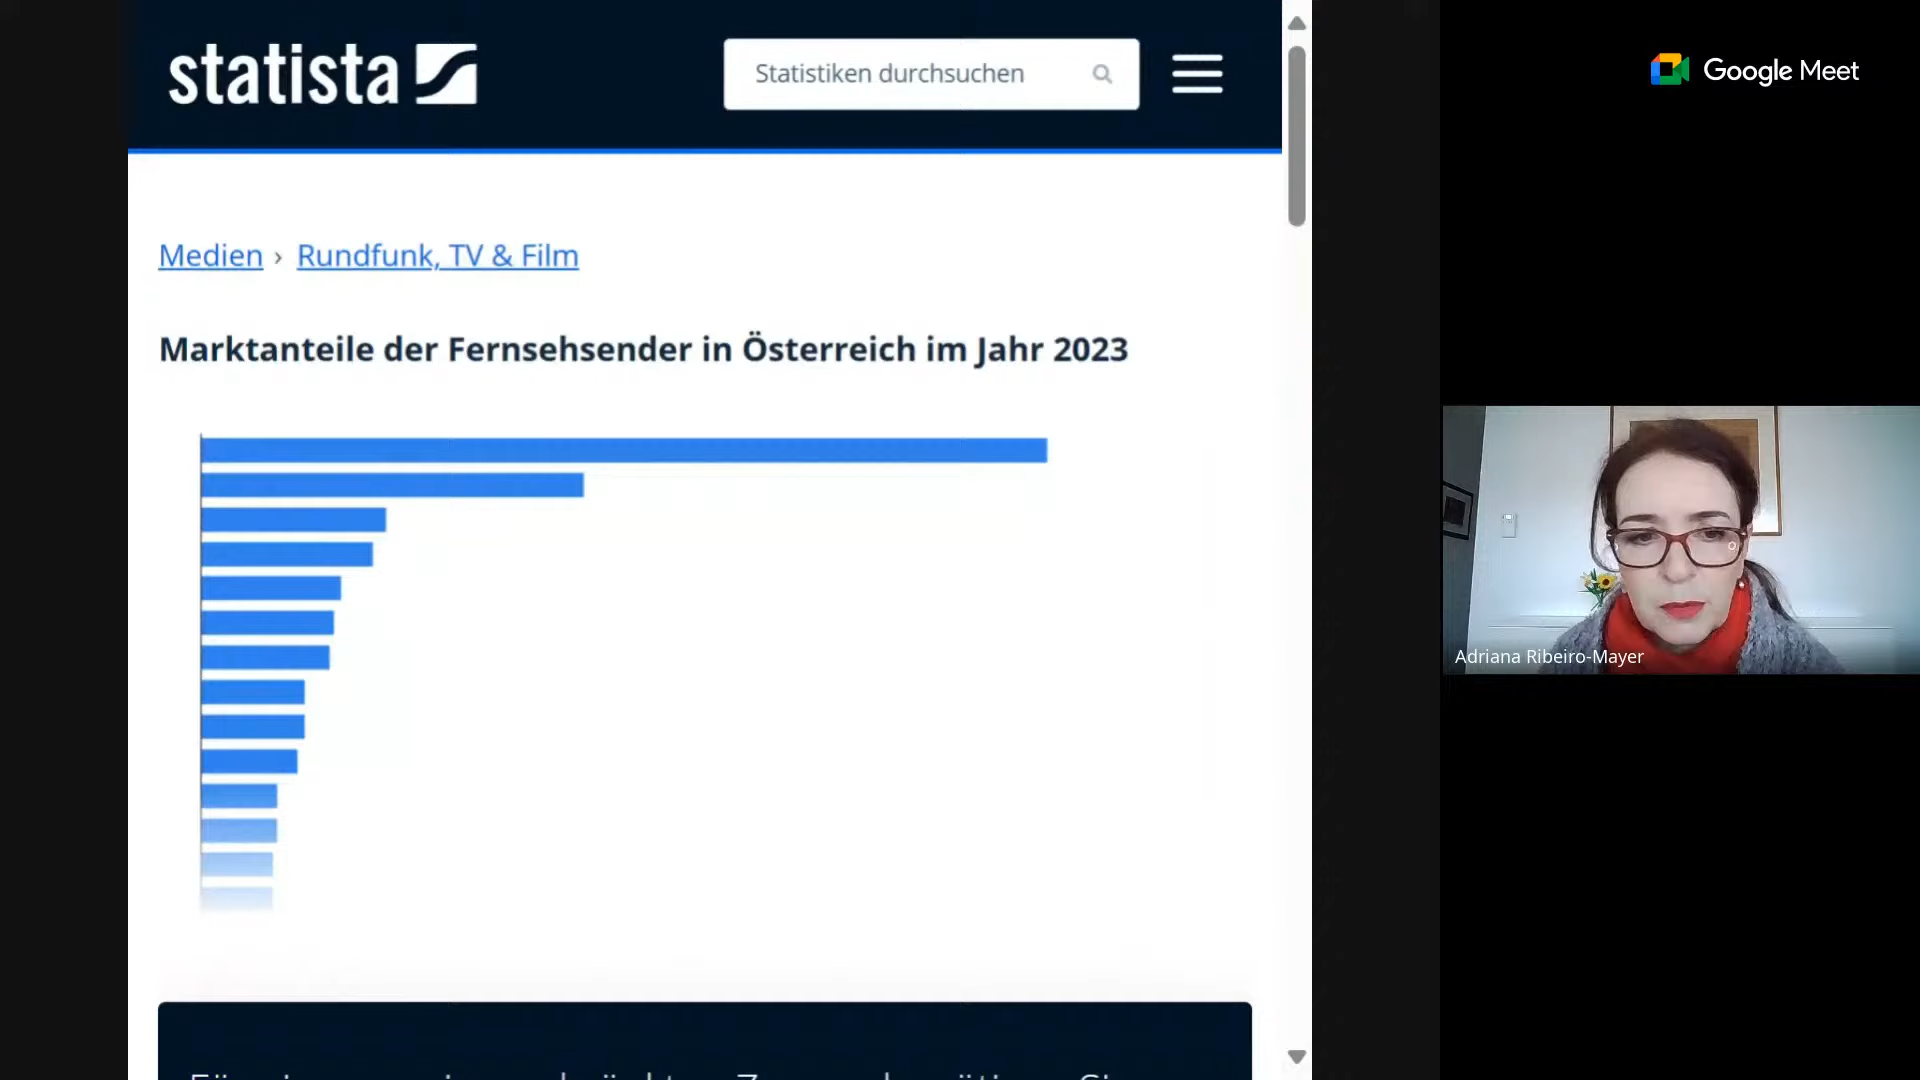 statista
Statistiken durchsuchen
Google Meet
Medien › Rundfunk, TV & Film
Marktanteile der Fernsehsender in Österreich im Jahr 2023
Adriana Ribeiro-Mayer